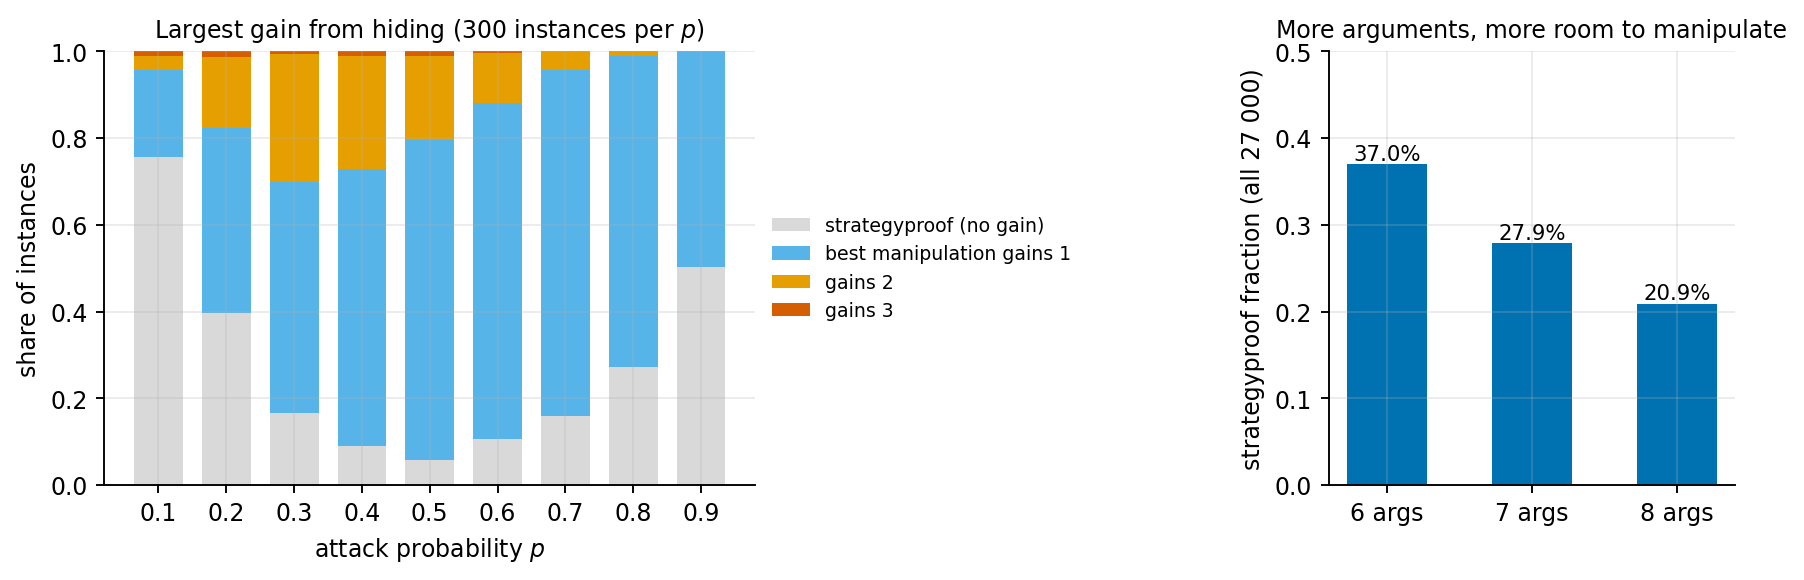 Largest gain from hiding (300 instances per p)
share of instances
1.0
0.8
0.6
0.4
0.2
0.0
0.1 0.2 0.3 0.4 0.5 0.6 0.7 0.8 0.9
attack probability p
strategyproof (no gain)
best manipulation gains 1
gains 2
gains 3
More arguments, more room to manipulate
strategyproof fraction (all 27 000)
0.5
0.4
0.3
0.2
0.1
0.0
37.0%
27.9%
20.9%
6 args 7 args 8 args